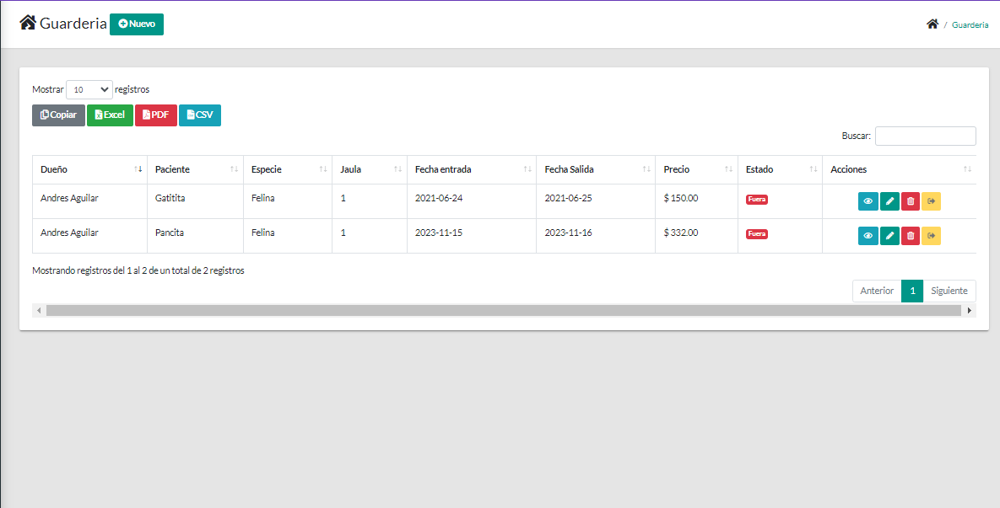 Guarderia Nuevo
/ Guarderia
Mostrar 10 registros
Copiar Excel PDF CSV
Buscar:
Dueño Paciente Especie Jaula Fecha entrada Fecha Salida Precio Estado Acciones
Andres Aguilar Gatitita Felina 1 2021-06-24 2021-06-25 $ 150.00 Fuera
Andres Aguilar Pancita Felina 1 2023-11-15 2023-11-16 $ 332.00 Fuera
Mostrando registros del 1 al 2 de un total de 2 registros
Anterior 1 Siguiente